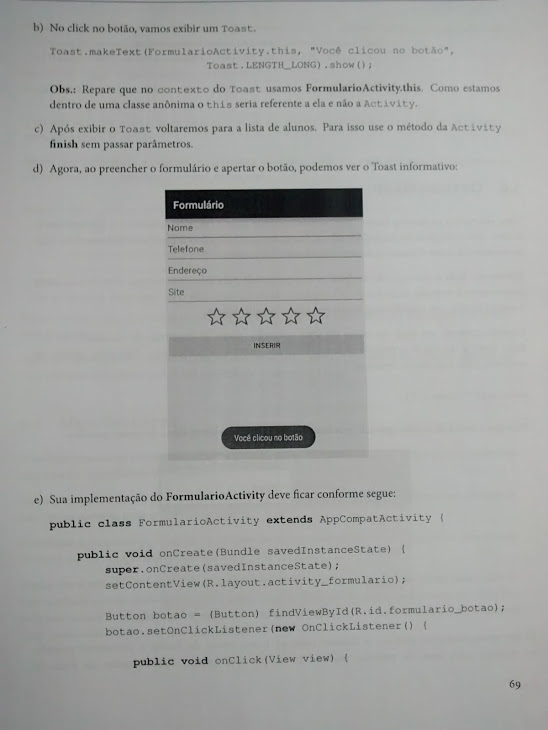 b) No click no botão, vamos exibir um Toast.
Toast.makeText(FormularioActivity.this, "Você clicou no botão",
Toast.LENGTH_LONG).show();
Obs.: Repare que no contexto do Toast usamos FormularioActivity.this. Como estamos
dentro de uma classe anônima o this seria referente a ela e não a Activity.
c) Após exibir o Toast voltaremos para a lista de alunos. Para isso use o método da Activity
finish sem passar parâmetros.
d) Agora, ao preencher o formulário e apertar o botão, podemos ver o Toast informativo:
Formulário
Nome
Telefone
Endereço
Site
INSERIR
Você clicou no botão
e) Sua implementação do FormularioActivity deve ficar conforme segue:
public class FormularioActivity extends AppCompatActivity {
public void onCreate(Bundle savedInstanceState) {
super.onCreate(savedInstanceState);
setContentView(R.layout.activity_formulario);
Button botao = (Button) findViewById(R.id.formulario_botao);
botao.setOnClickListener(new OnClickListener() {
public void onClick(View view) {
69